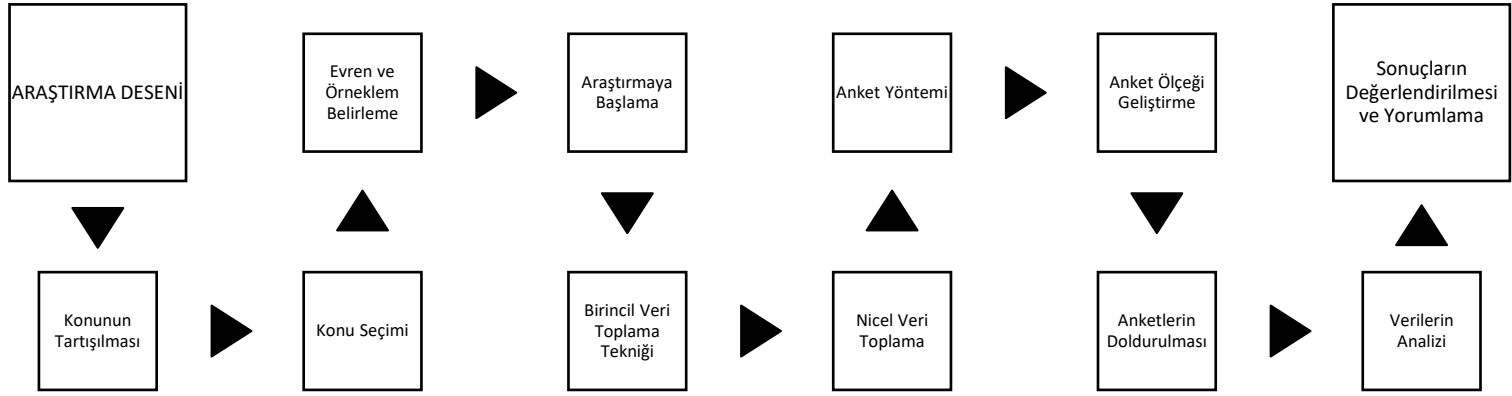 ARAŞTIRMA DESENİ
Konunun
Tartışılması
Konu Seçimi
Evren ve
Örneklem
Belirleme
Araştırmaya
Başlama
Birincil Veri
Toplama
Tekniği
Nicel Veri
Toplama
Anket Yöntemi
Anket Ölçeği
Geliştirme
Anketlerin
Doldurulması
Verilerin
Analizi
Sonuçların
Değerlendirilmesi
ve Yorumlama